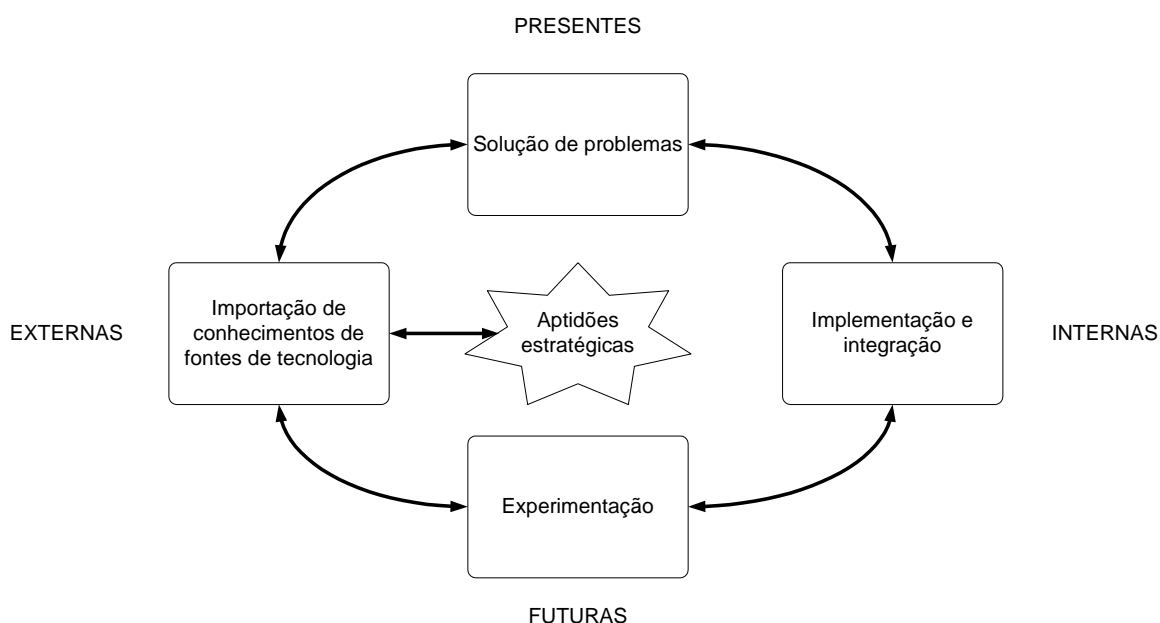 PRESENTES
Solução de problemas
EXTERNAS
Importação de
conhecimentos de
fontes de tecnologia
Aptidões
estratégicas
Implementação e
integração
INTERNAS
Experimentação
FUTURAS